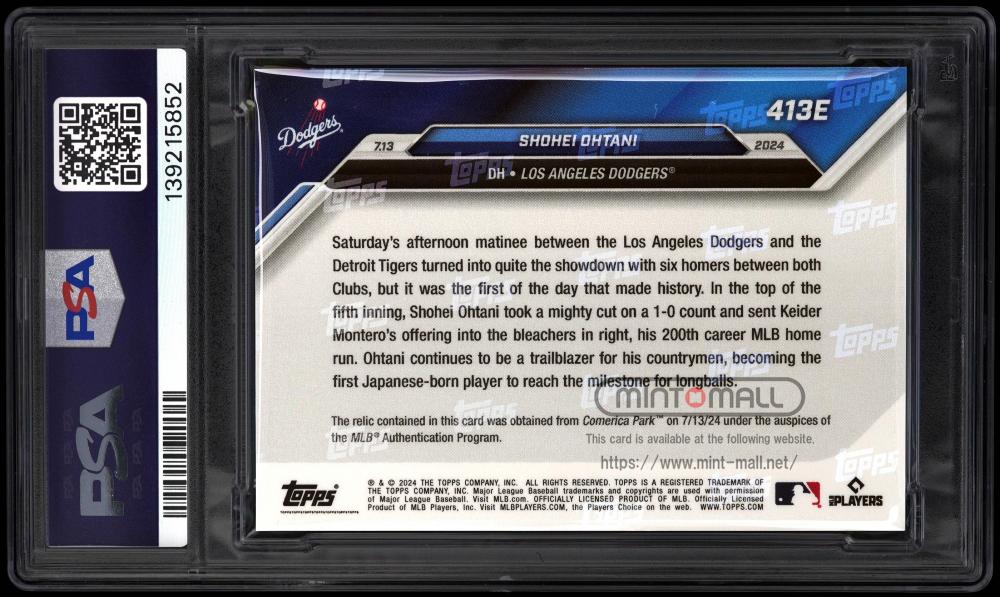 139215852
PSA
PSA
Dodgers
TOPPS
413E
SHOHEI OHTANI
7.13
2024
DH • LOS ANGELES DODGERS®
Saturday's afternoon matinee between the Los Angeles Dodgers and the
Detroit Tigers turned into quite the showdown with six homers between both
Clubs, but it was the first of the day that made history. In the top of the
fifth inning, Shohei Ohtani took a mighty cut on a 1-0 count and sent Keider
Montero's offering into the bleachers in right, his 200th career MLB home
run. Ohtani continues to be a trailblazer for his countrymen, becoming the
first Japanese-born player to reach the milestone for longballs.
MINT MALL
The relic contained in this card was obtained from Comerica Park™ on 7/13/24 under the auspices of
the MLB® Authentication Program.
This card is available at the following website.
https://www.mint-mall.net/
TOPPS
® & © 2024 THE TOPPS COMPANY, INC. ALL RIGHTS RESERVED. TOPPS IS A REGISTERED TRADEMARK OF
THE TOPPS COMPANY, INC. Major League Baseball trademarks and copyrights are used with permission
of Major League Baseball. Visit MLB.com. OFFICIALLY LICENSED PRODUCT OF MLB. Officially Licensed
Product of MLB Players, Inc. Visit MLBPLAYERS.COM, the Players Choice on the web. WWW.TOPPS.COM
MLB PLAYERS